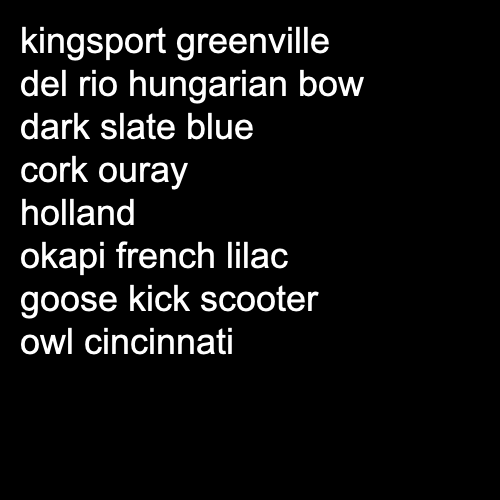 kingsport greenville
del rio hungarian bow
dark slate blue
cork ouray
holland
okapi french lilac
goose kick scooter
owl cincinnati